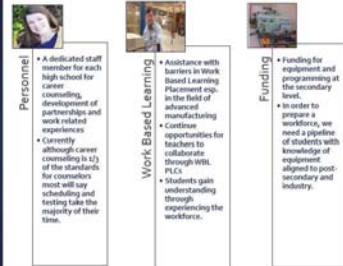 Personnel
• A dedicated staff
member for each
high school for
career
counseling,
development of
partnerships and
work related
experiences
• Currently
although career
counseling is 1/3
of the standards
for counselors
most will say
scheduling and
testing take the
majority of their
time.
Work Based Learning
• Assistance with
barriers in Work
Based Learning
Placement esp.
in the field of
advanced
manufacturing
• Continue
opportunities for
teachers to
collaborate
through WBL
PLCs
• Students gain
understanding
through
experiencing the
workforce.
Funding
• Funding for
equipment and
programming at
the secondary
level.
• In order to
prepare a
workforce, we
need a pipeline
of students with
knowledge of
equipment
aligned to post-
secondary and
industry.